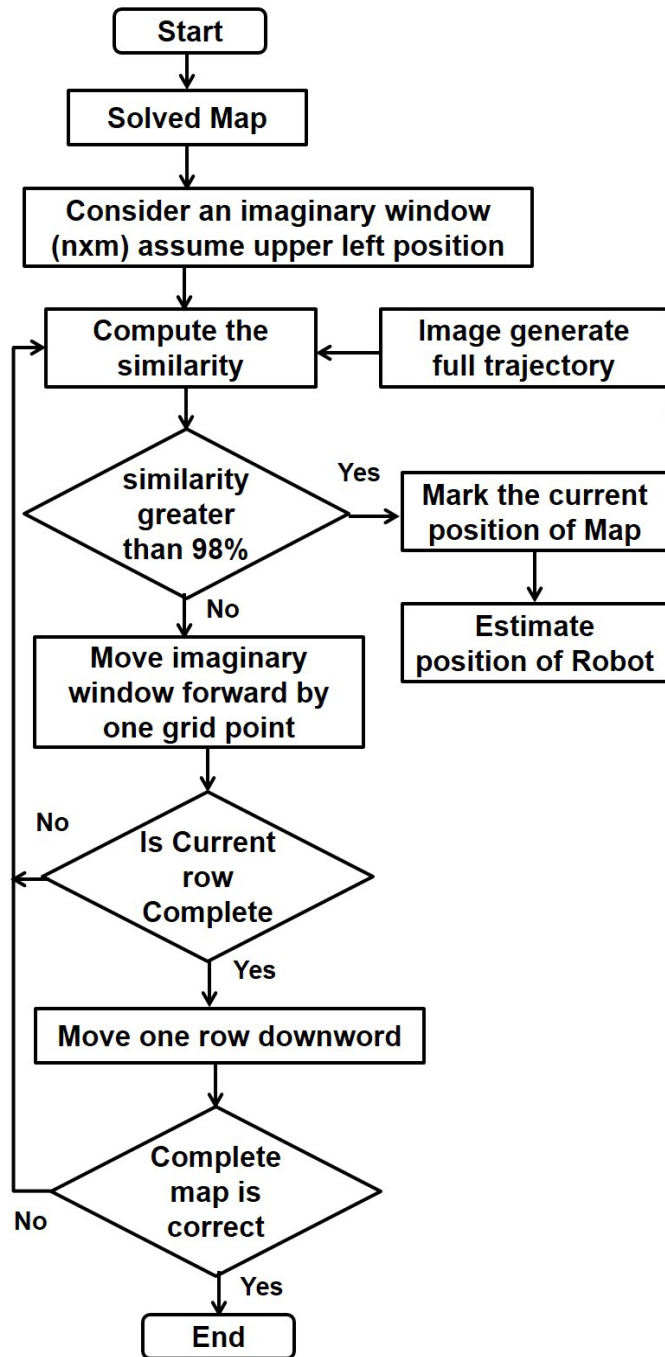 Start
Solved Map
Consider an imaginary window
(nxm) assume upper left position
Compute the
similarity
Image generate
full trajectory
similarity
greater
than 98%
Yes
Mark the current
position of Map
Estimate
position of Robot
No
Move imaginary
window forward by
one grid point
No
Is Current
row
Complete
Yes
Move one row downword
Complete
map is
correct
No
Yes
End